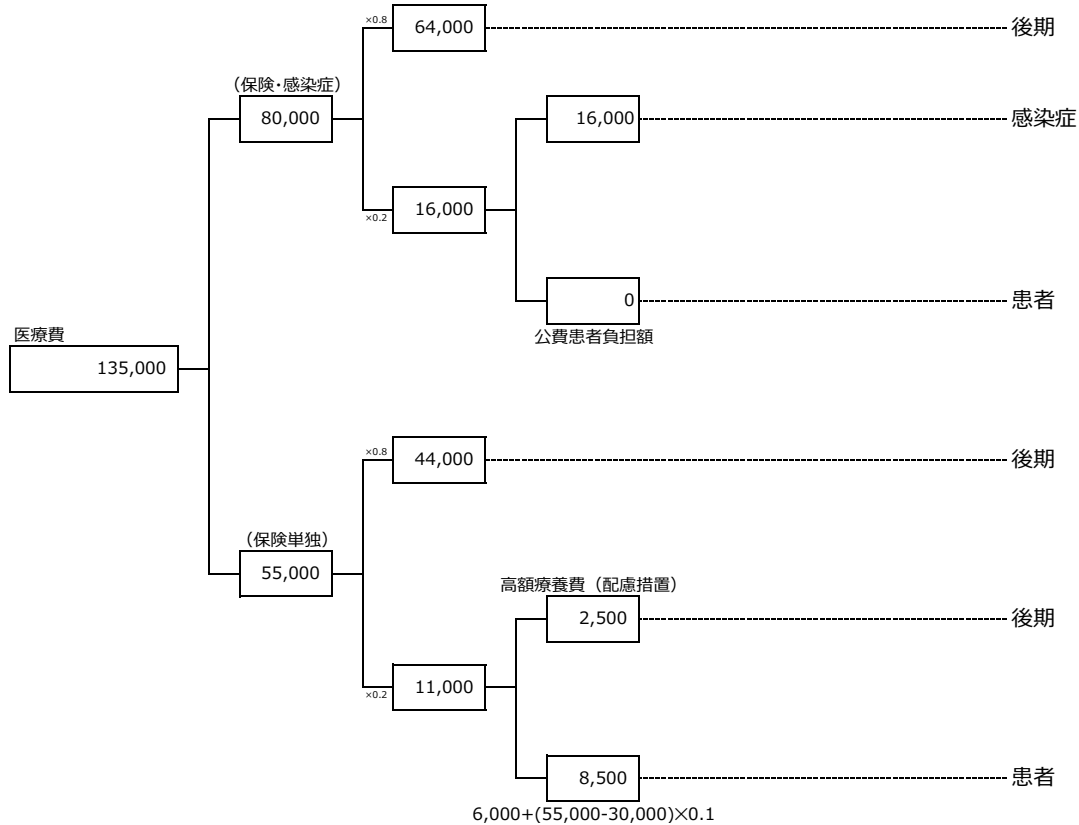 ×0.8
64,000
後期
（保険・感染症）
80,000
16,000
感染症
×0.2
16,000
0
患者
公費患者負担額
医療費
135,000
×0.8
44,000
後期
（保険単独）
55,000
高額療養費（配慮措置）
2,500
後期
×0.2
11,000
8,500
患者
6,000+(55,000-30,000)×0.1